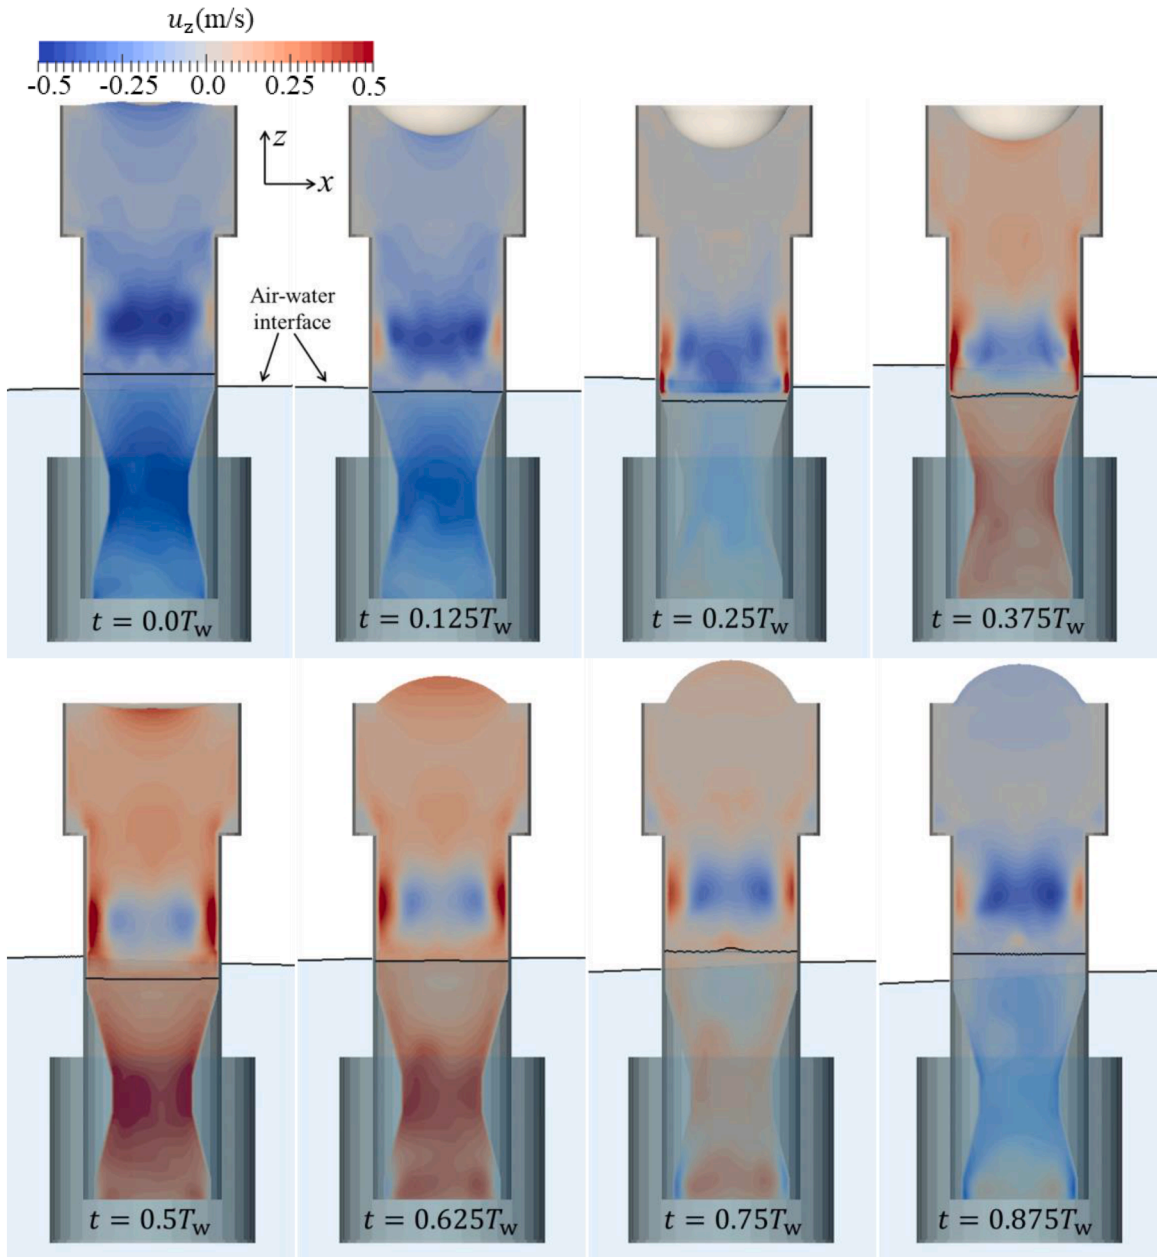 u_z(m/s)
-0.5 -0.25 0.0 0.25 0.5
z
x
Air-water
interface
t = 0.0T_w
t = 0.125T_w
t = 0.25T_w
t = 0.375T_w
t = 0.5T_w
t = 0.625T_w
t = 0.75T_w
t = 0.875T_w